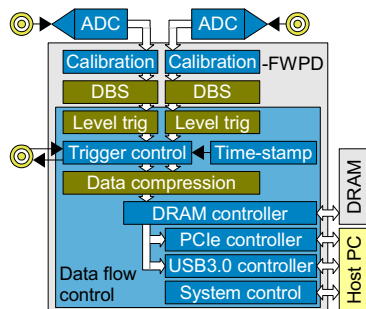 ADC
ADC
Calibration
Calibration
-FWPD
DBS
DBS
Level trig
Level trig
Trigger control
Time-stamp
Data compression
DRAM controller
DRAM
PCIe controller
USB3.0 controller
Data flow
control
System control
Host PC